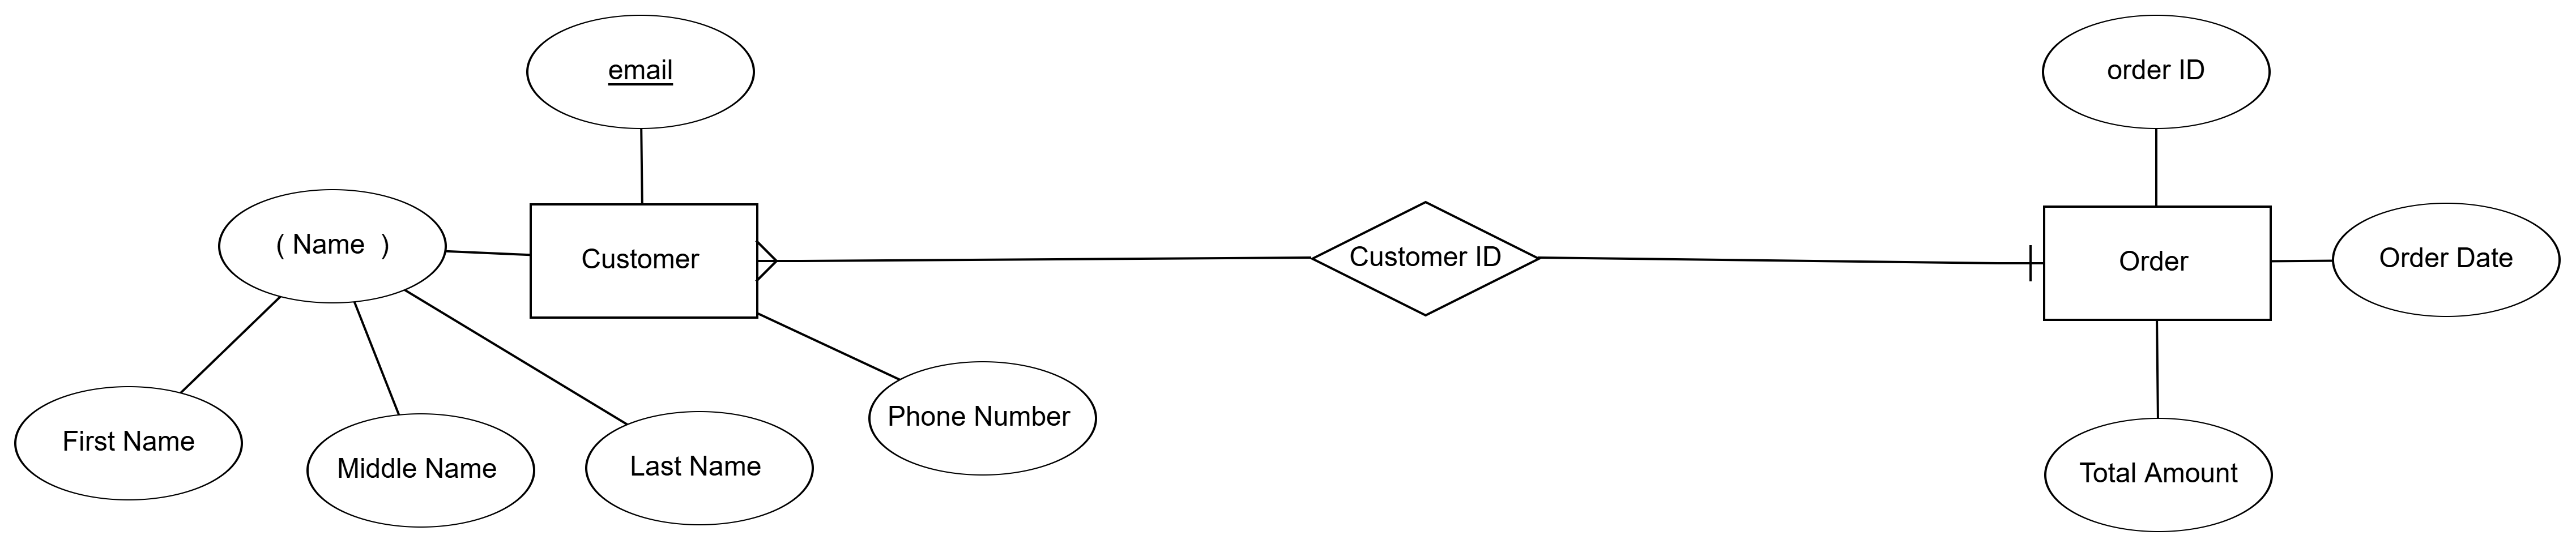 email
order ID
( Name )
Customer
Customer ID
Order
Order Date
First Name
Middle Name
Last Name
Phone Number
Total Amount